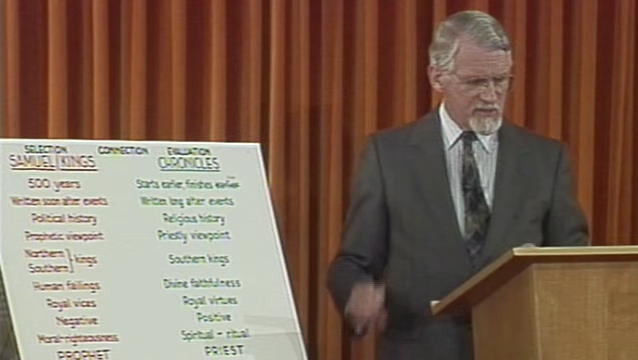 SELECTION CONNECTION EVALUATION
SAMUEL/KINGS CHRONICLES
500 years Starts earlier, finishes earlier
Written soon after events Written long after events
Political history Religious history
Prophetic viewpoint Priestly viewpoint
Northern } kings Southern kings
Southern
Human failings Divine faithfulness
Royal vices Royal virtues
Negative Positive
Moral-righteousness Spiritual - ritual
PROPHET PRIEST